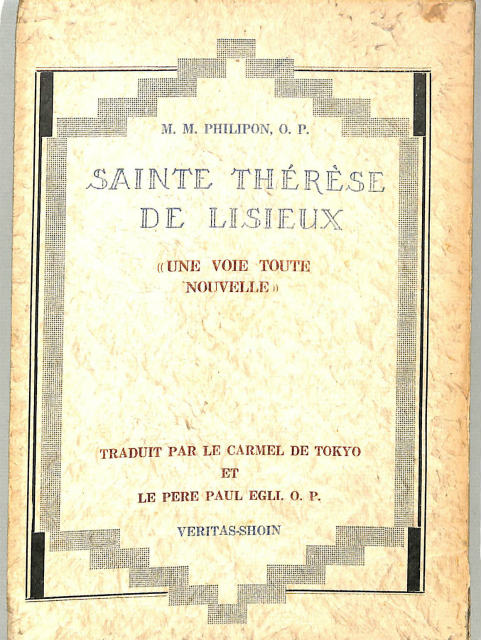 M. M. PHILIPON, O. P.
SAINTE THÉRÈSE
DE LISIEUX
«UNE VOIE TOUTE
NOUVELLE»
TRADUIT PAR LE CARMEL DE TOKYO
ET
LE PERE PAUL EGLI. O. P.
VERITAS-SHOIN